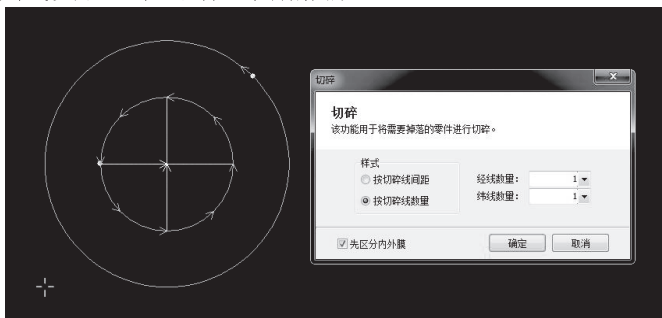 切碎
切碎
该功能用于将需要掉落的零件进行切碎。
样式
按切碎线间距
按切碎线数量
经线数量： 1
纬线数量： 1
先区分内外膜
确定
取消